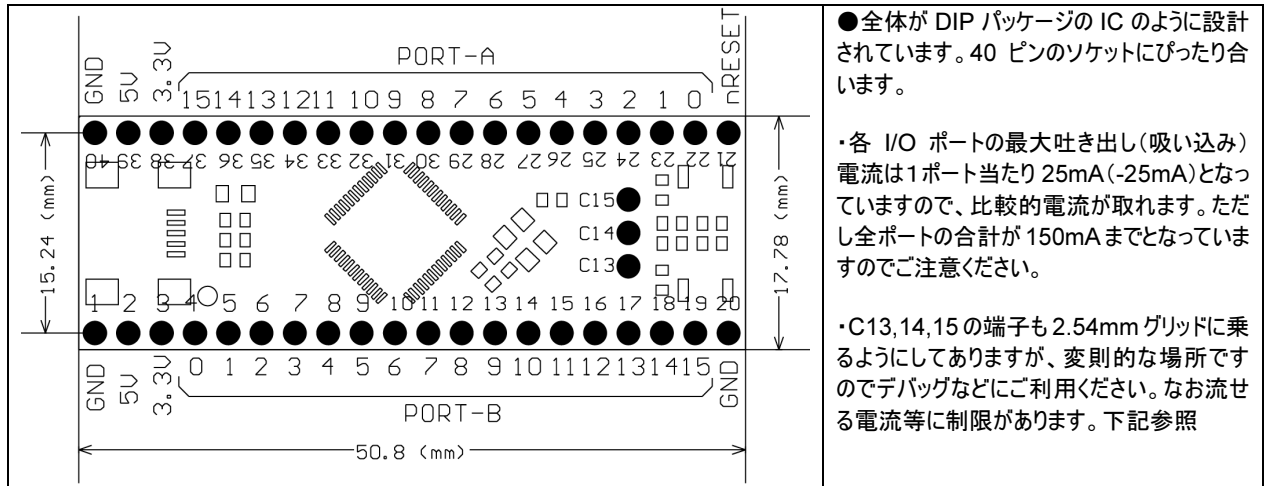 PORT-A
GND 5V 3.3V 15 14 13 12 11 10 9 8 7 6 5 4 3 2 1 0 nRESET
40 39 38 37 36 35 34 33 32 31 30 29 28 27 26 25 24 23 22 21
C15
C14
C13
15.24 (mm)
17.78 (mm)
1 2 3 4 5 6 7 8 9 10 11 12 13 14 15 16 17 18 19 20
GND 5V 3.3V 0 1 2 3 4 5 6 7 8 9 10 11 12 13 14 15 GND
PORT-B
50.8 (mm)
●全体が DIP パッケージの IC のように設計
されています。40 ピンのソケットにぴったり合
います。
・各 I/O ポートの最大吐き出し(吸い込み)
電流は1ポート当たり 25mA(-25mA)となっ
ていますので、比較的電流が取れます。ただ
し全ポートの合計が 150mA までとなっていま
すのでご注意ください。
・C13,14,15 の端子も 2.54mm グリッドに乗
るようにしてありますが、変則的な場所です
のでデバッグなどにご利用ください。なお流せ
る電流等に制限があります。下記参照